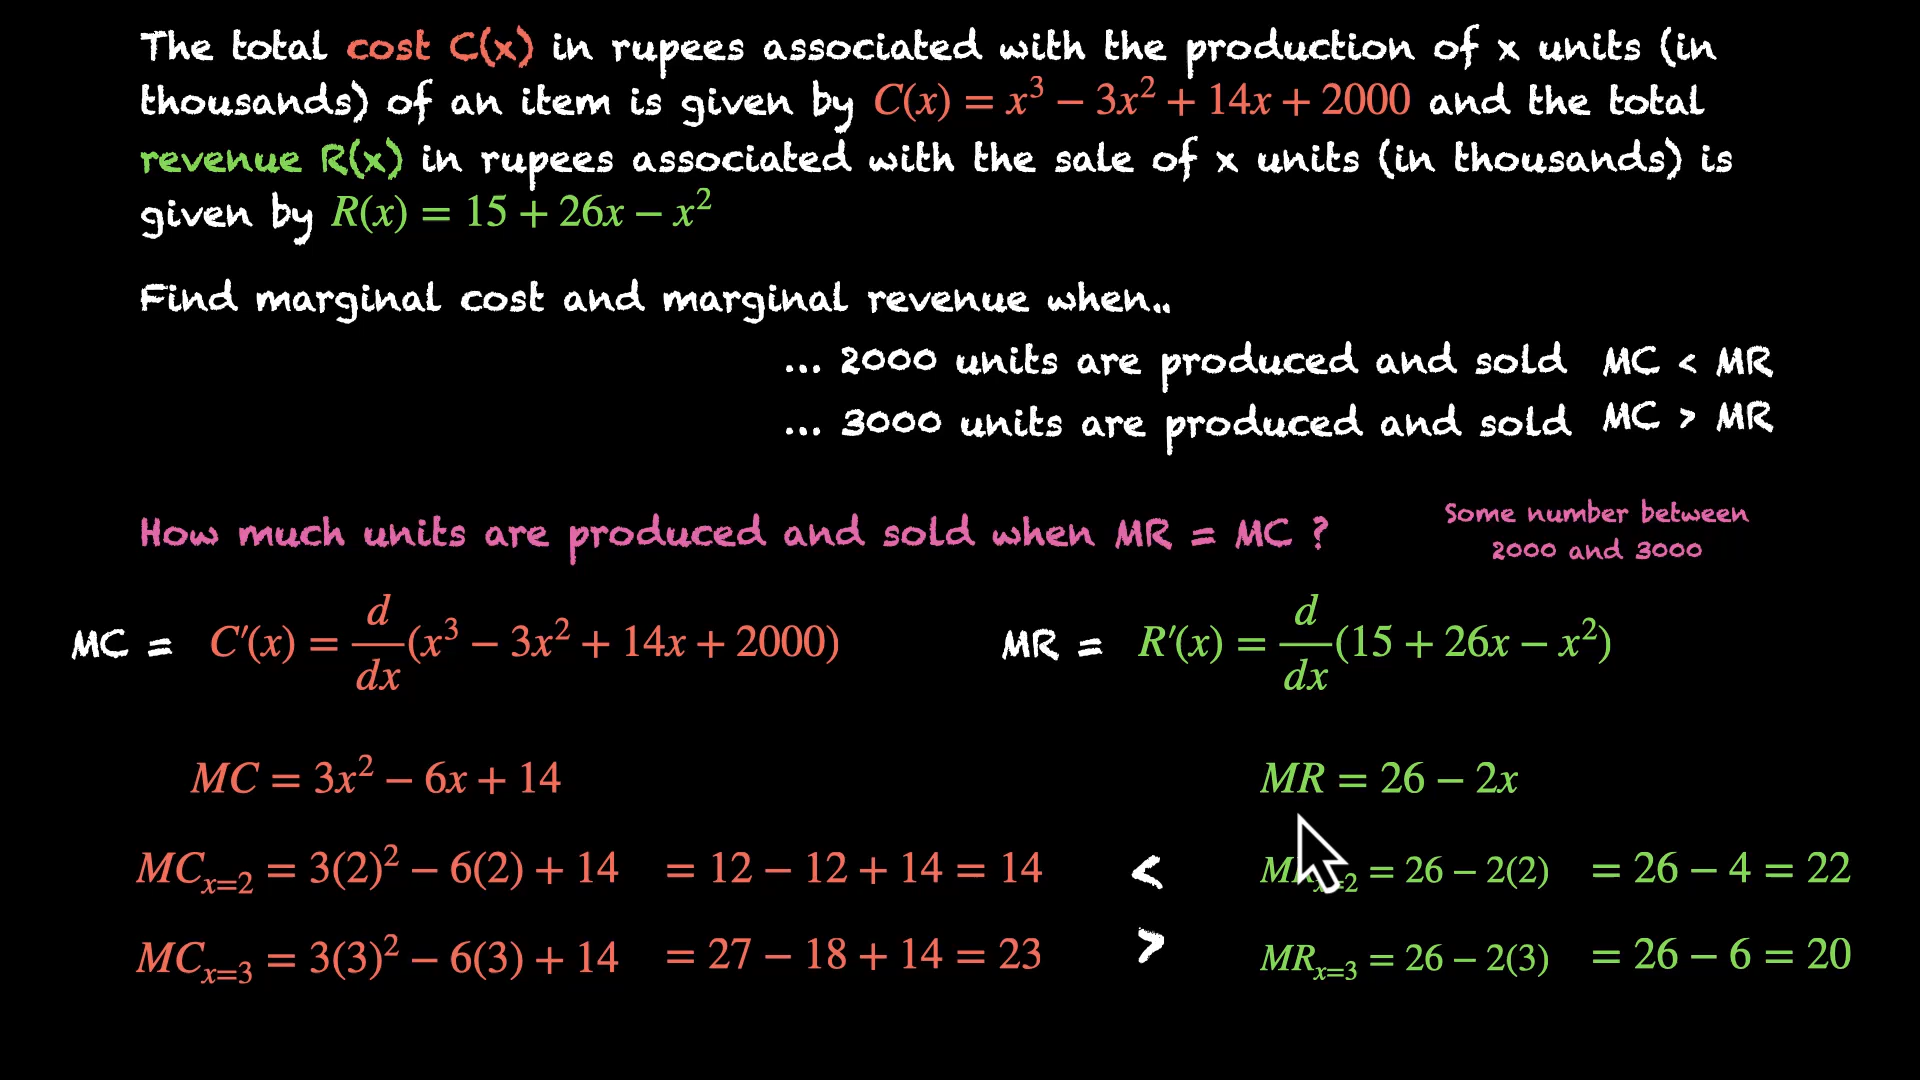 The total cost C(x) in rupees associated with the production of x units (in
thousands) of an item is given by C(x) = x³ − 3x² + 14x + 2000 and the total
revenue R(x) in rupees associated with the sale of x units (in thousands) is
given by R(x) = 15 + 26x − x²
Find marginal cost and marginal revenue when..
... 2000 units are produced and sold MC < MR
... 3000 units are produced and sold MC > MR
How much units are produced and sold when MR = MC ?
Some number between
2000 and 3000
MC = C′(x) = d/dx(x³ − 3x² + 14x + 2000)
MR = R′(x) = d/dx(15 + 26x − x²)
MC = 3x² − 6x + 14
MR = 26 − 2x
MCₓ₌₂ = 3(2)² − 6(2) + 14 = 12 − 12 + 14 = 14 < = 26 − 2(2) = 26 − 4 = 22
MCₓ₌₃ = 3(3)² − 6(3) + 14 = 27 − 18 + 14 = 23 > MRₓ₌₃ = 26 − 2(3) = 26 − 6 = 20